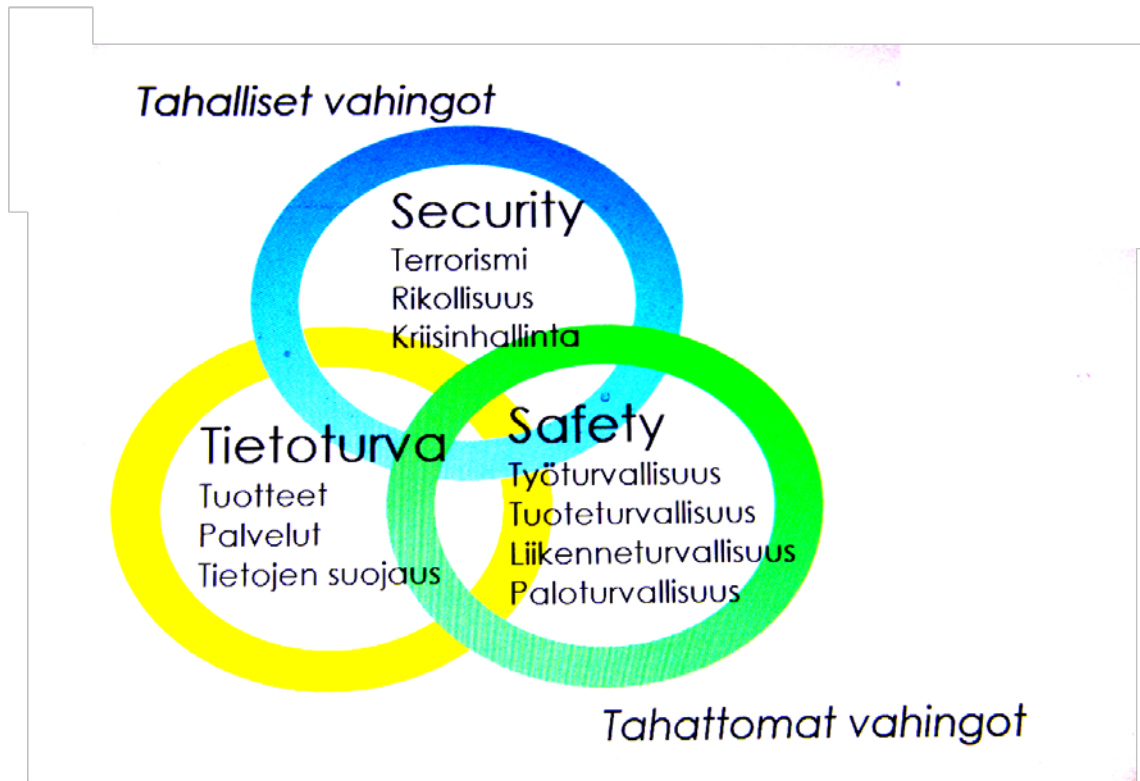 Tahalliset vahingot
Security
Terrorismi
Rikollisuus
Kriisinhallinta
Tietoturva
Tuotteet
Palvelut
Tietojen suojaus
Safety
Työturvallisuus
Tuoteturvallisuus
Liikenneturvallisuus
Paloturvallisuus
Tahattomat vahingot